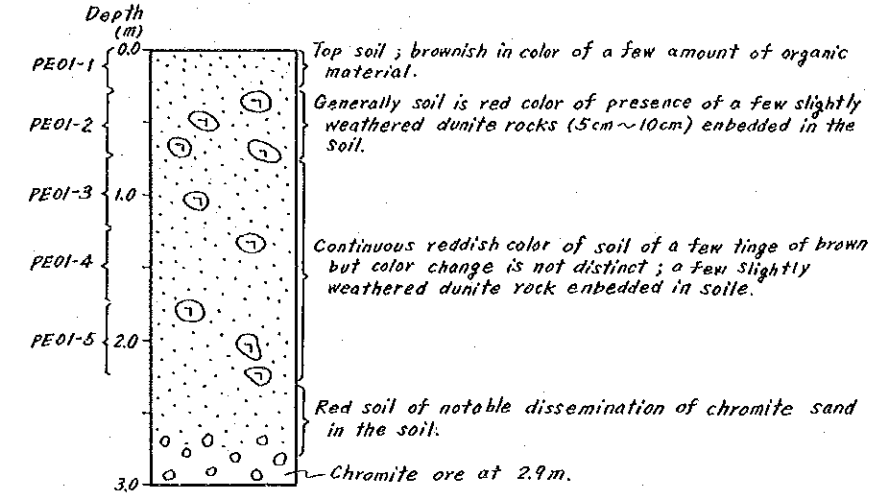 Depth
(m)
0.0
PE01-1
Top soil ; brownish in color of a few amount of organic
material.
PE01-2
Generally soil is red color of presence of a few slightly
weathered dunite rocks (5cm~10cm) enbedded in the
soil.
PE01-3
1.0
PE01-4
Continuous reddish color of soil of a few tinge of brown
but color change is not distinct ; a few slightly
weathered dunite rock enbedded in soile.
PE01-5
2.0
Red soil of notable dissemination of chromite sand
in the soil.
Chromite ore at 2.9m.
3.0